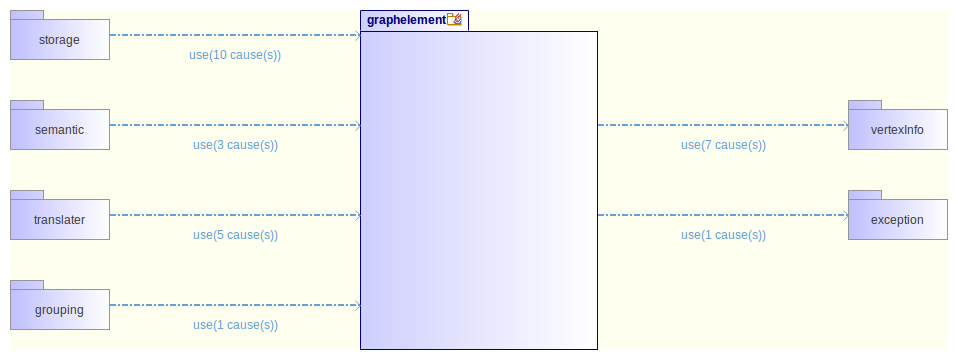 graphelement
storage
use(10 cause(s))
semantic
use(3 cause(s))
use(7 cause(s))
vertexInfo
translater
use(5 cause(s))
use(1 cause(s))
exception
grouping
use(1 cause(s))